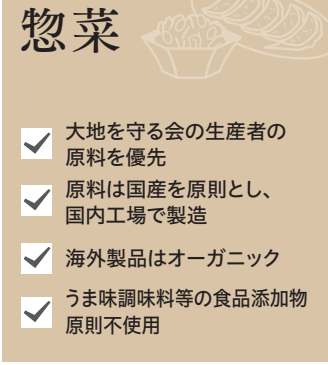 惣菜
大地を守る会の生産者の
原料を優先
原料は国産を原則とし、
国内工場で製造
海外製品はオーガニック
うま味調味料等の食品添加物
原則不使用